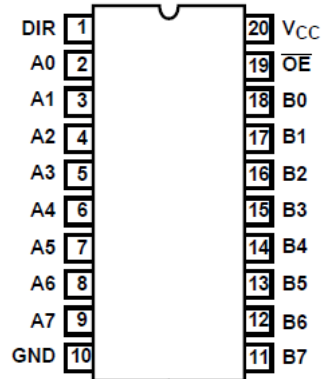 DIR 1 20 VCC
A0 2 19 OE
A1 3 18 B0
A2 4 17 B1
A3 5 16 B2
A4 6 15 B3
A5 7 14 B4
A6 8 13 B5
A7 9 12 B6
GND 10 11 B7